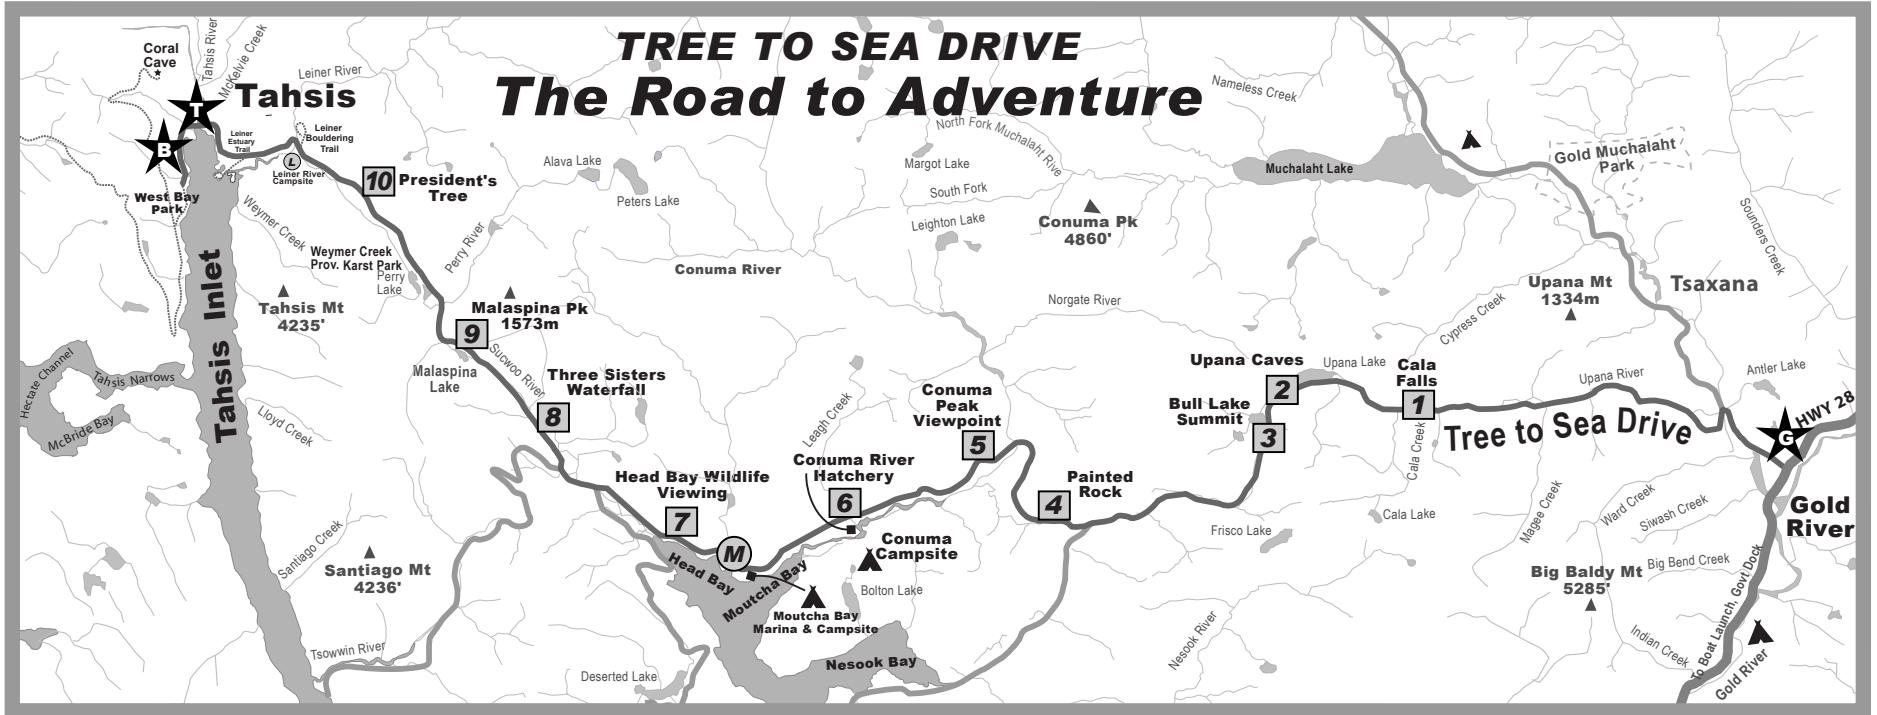 TREE TO SEA DRIVE
The Road to Adventure
Coral
Cave
Tahsis River
McKelvie Creek
Leiner River
T
Tahsis
B
Leiner
Estuary
Trail
Leiner
Bouldering
Trail
L
Leiner River
Campsite
West Bay
Park
10
President's
Tree
Weymer Creek
Weymer Creek
Prov. Karst Park
Perry
Lake
Perry River
Tahsis Mt
4235'
Tahsis Inlet
Hectate Channel
Tahsis Narrows
McBride Bay
Lloyd Creek
Santiago Creek
Santiago Mt
4236'
Tsowwin River
Alava Lake
Peters Lake
Conuma River
Malaspina Pk
1573m
9
Malaspina
Lake
Sucwoo River
Three Sisters
Waterfall
8
Head Bay Wildlife
Viewing
7
M
Head Bay
Moutcha Bay
Moutcha Bay
Marina & Campsite
Deserted Lake
Nesook Bay
Bolton Lake
Conuma
Campsite
Conuma River
Hatchery
6
Leagh Creek
Conuma
Peak
Viewpoint
5
Painted
Rock
4
Nesook River
North Fork Muchalaht Rive
Margot Lake
South Fork
Leighton Lake
Conuma Pk
4860'
Norgate River
Nameless Creek
Muchalaht Lake
Gold Muchalaht
Park
Sounders Creek
Tsaxana
Upana Mt
1334m
Cypress Creek
Upana Caves
2
Upana Lake
Cala
Falls
1
Bull Lake
Summit
3
Upana River
Antler Lake
Tree to Sea Drive
HWY 28
G
Gold
River
Cala Creek
Cala Lake
Frisco Lake
Magee Creek
Ward Creek
Siwash Creek
Big Bend Creek
Big Baldy Mt
5285'
Indian Creek
To Boat Launch, Govt Dock
Gold River